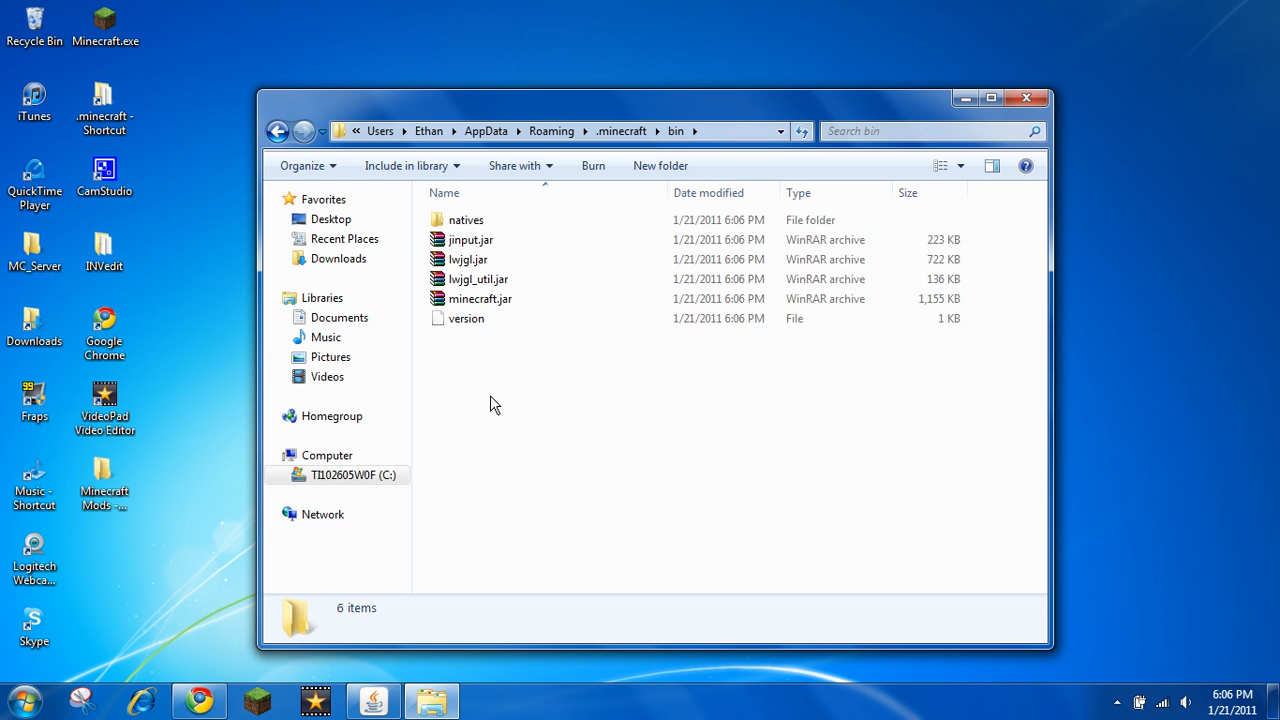 Recycle Bin
Minecraft.exe
iTunes
.minecraft -
Shortcut
QuickTime
Player
CamStudio
MC_Server
INVedit
Downloads
Google
Chrome
Fraps
99
VideoPad
Video Editor
Music -
Shortcut
Minecraft
Mods -...
Logitech
Webca...
Skype
« Users Ethan AppData Roaming .minecraft bin
Search bin
Organize Include in library Share with Burn New folder
Favorites
Desktop
Recent Places
Downloads
Libraries
Documents
Music
Pictures
Videos
Homegroup
Computer
TI102605W0F (C:)
Network
Name Date modified Type Size
natives 1/21/2011 6:06 PM File folder
jinput.jar 1/21/2011 6:06 PM WinRAR archive 223 KB
lwjgl.jar 1/21/2011 6:06 PM WinRAR archive 722 KB
lwjgl_util.jar 1/21/2011 6:06 PM WinRAR archive 136 KB
minecraft.jar 1/21/2011 6:06 PM WinRAR archive 1,155 KB
version 1/21/2011 6:06 PM File 1 KB
6 items
6:06 PM
1/21/2011